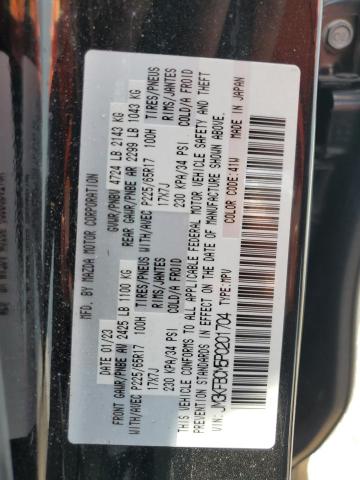 MFD. BY MAZDA MOTOR CORPORATION
DATE 01/23 GVWR/PNBV 4724 LB 2143 KG
FRONT GAWR/PNBE AV 2425 LB 1100 KG REAR GAWR/PNBE AR 2299 LB 1043 KG
WITH/AVEC P225/65R17 100H TIRES/PNEUS WITH/AVEC P225/65R17 100H TIRES/PNEUS
17X7J RIMS/JANTES 17X7J RIMS/JANTES
230 KPA/34 PSI COLD/A FROID 230 KPA/34 PSI COLD/A FROID
THIS VEHICLE CONFORMS TO ALL APPLICABLE FEDERAL MOTOR VEHICLE SAFETY AND THEFT
PREVENTION STANDARDS IN EFFECT ON THE DATE OF MANUFACTURE SHOWN ABOVE.
VIN: JM3KFBCM8P0201704 TYPE:MPV COLOR CODE:41W MADE IN JAPAN